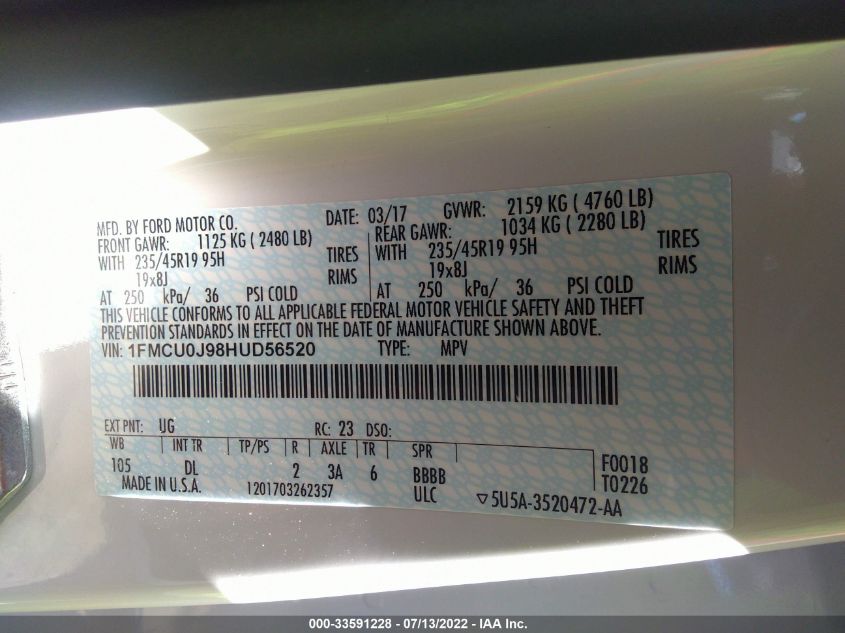 MFD. BY FORD MOTOR CO. DATE: 03/17 GVWR: 2159 KG ( 4760 LB)
FRONT GAWR: 1125 KG ( 2480 LB) REAR GAWR: 1034 KG ( 2280 LB)
WITH 235/45R19 95H TIRES WITH 235/45R19 95H TIRES
19x8J RIMS 19x8J RIMS
AT 250 kPa/ 36 PSI COLD AT 250 kPa/ 36 PSI COLD
THIS VEHICLE CONFORMS TO ALL APPLICABLE FEDERAL MOTOR VEHICLE SAFETY AND THEFT
PREVENTION STANDARDS IN EFFECT ON THE DATE OF MANUFACTURE SHOWN ABOVE.
VIN: 1FMCU0J98HUD56520 TYPE: MPV
EXT PNT: UG RC: 23 DSO:
WB INT TR TP/PS R AXLE TR SPR
105 DL 2 3A 6 BBBB F0018
MADE IN U.S.A. 1201703262357 ULC ▽5U5A-3520472-AA T0226
000-33591228 - 07/13/2022 - IAA Inc.